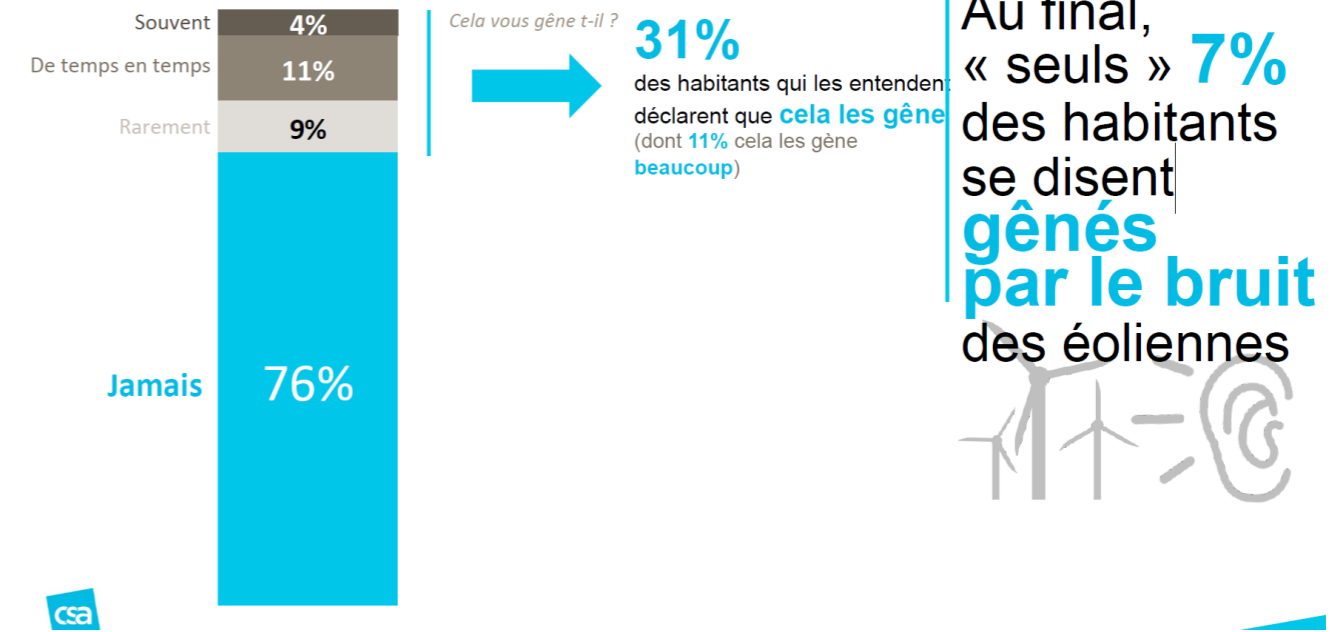 Souvent 4%
De temps en temps 11%
Rarement 9%
Jamais 76%
Cela vous gêne t-il ?
31%
des habitants qui les entendent
déclarent que cela les gêne
(dont 11% cela les gène
beaucoup)
Au final,
« seuls » 7%
des habitants
se disent
gênés
par le bruit
des éoliennes
csa